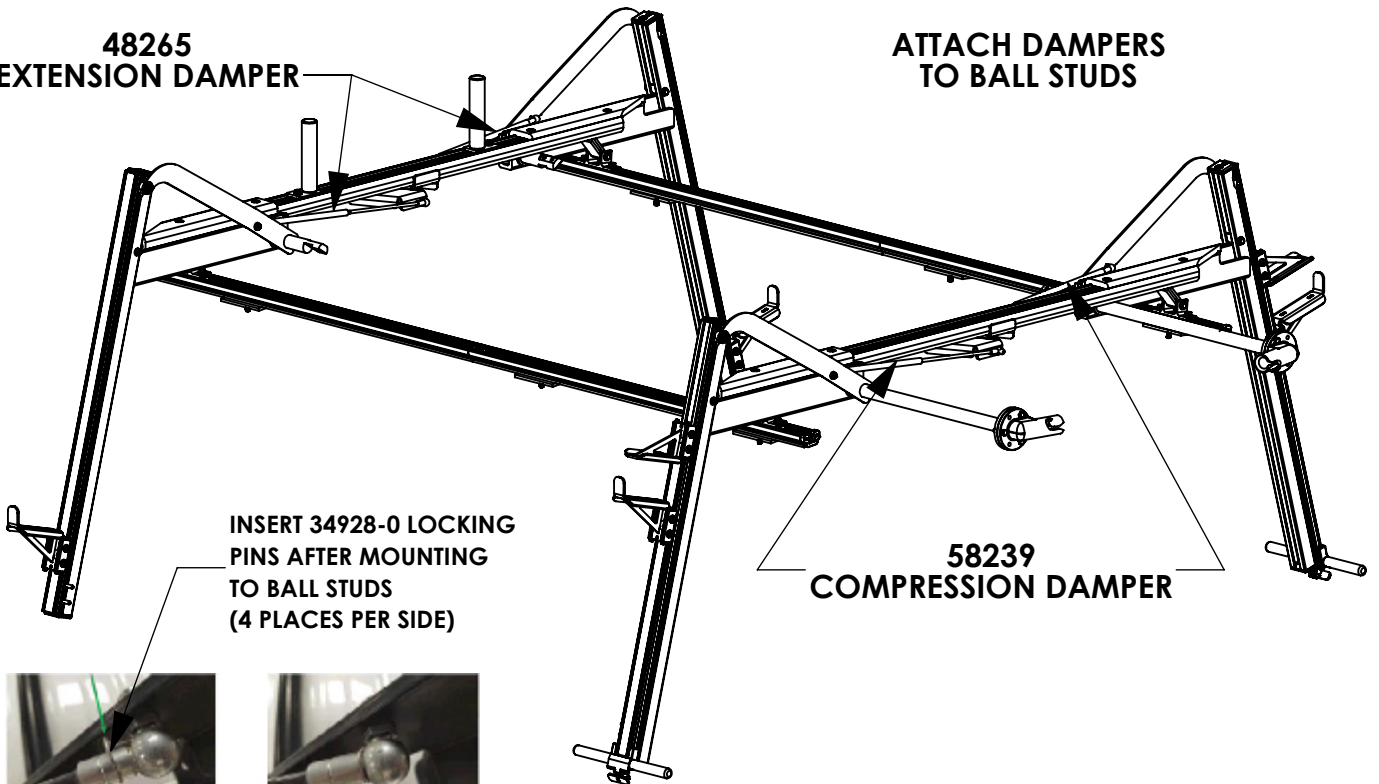 48265
EXTENSION DAMPER
ATTACH DAMPERS
TO BALL STUDS
INSERT 34928-0 LOCKING
PINS AFTER MOUNTING
TO BALL STUDS
(4 PLACES PER SIDE)
58239
COMPRESSION DAMPER